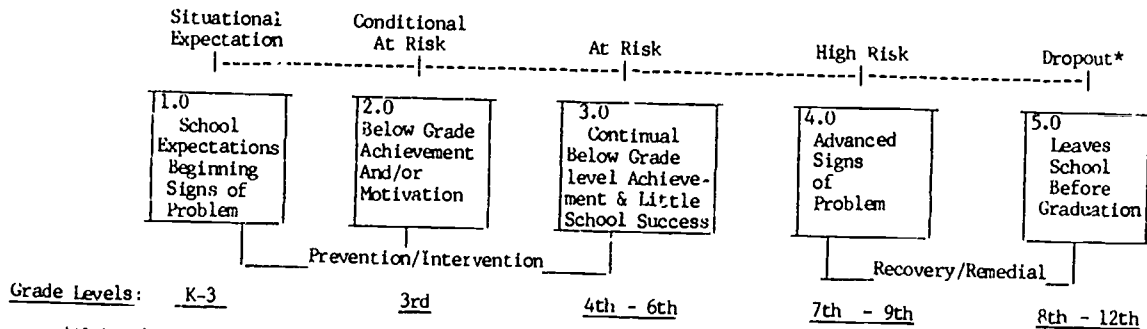 Situational Expectation
Conditional At Risk
At Risk
High Risk
Dropout*
1.0
School
Expectations
Beginning
Signs of
Problem
2.0
Below Grade
Achievement
And/or
Motivation
3.0
Continual
Below Grade
level Achieve-
ment & Little
School Success
4.0
Advanced
Signs
of
Problem
5.0
Leaves
School
Before
Graduation
Prevention/Intervention
Recovery/Remedial
Grade Levels: K-3 3rd 4th - 6th 7th - 9th 8th - 12th